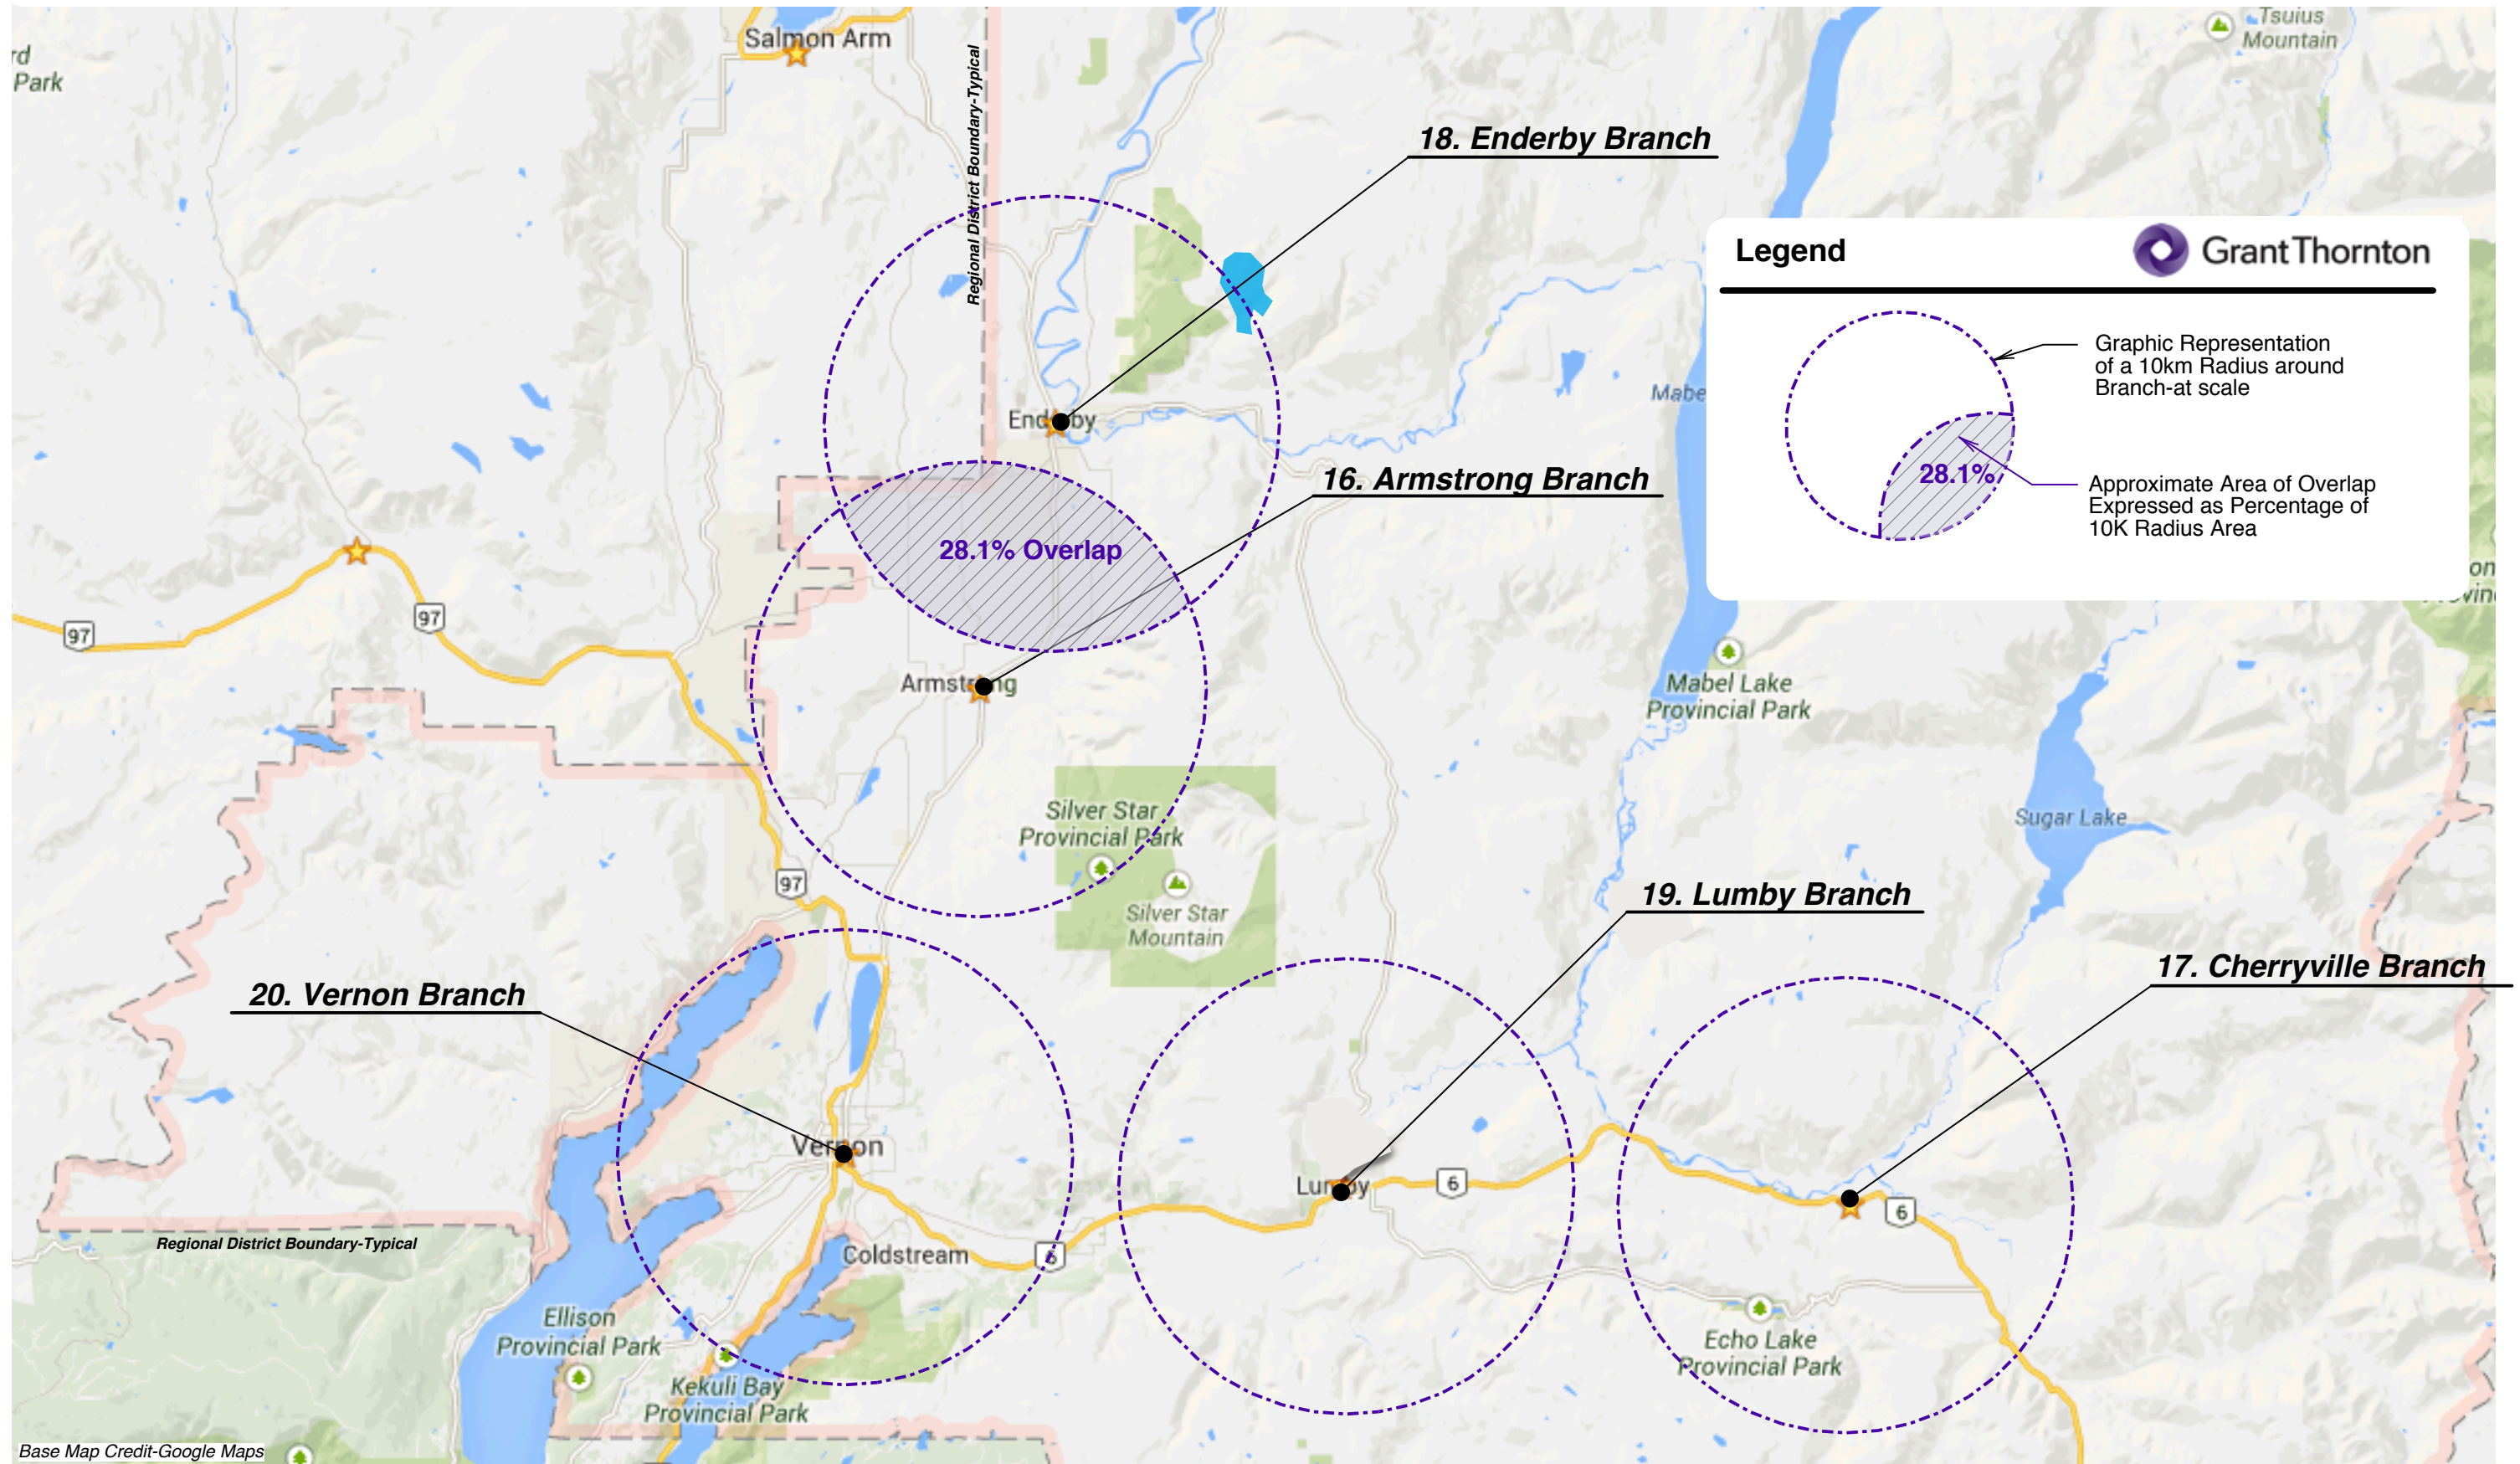 Salmon Arm
rd
Park
Tsuius
Mountain
Regional District Boundary-Typical
18. Enderby Branch
Legend
Grant Thornton
Graphic Representation
of a 10km Radius around
Branch-at scale
28.1%
Approximate Area of Overlap
Expressed as Percentage of
10K Radius Area
Mabe
16. Armstrong Branch
28.1% Overlap
97
97
Mabel Lake
Provincial Park
Silver Star
Provincial Park
Sugar Lake
97
Silver Star
Mountain
19. Lumby Branch
17. Cherryville Branch
20. Vernon Branch
6
6
Regional District Boundary-Typical
Coldstream
6
Ellison
Provincial Park
Echo Lake
Provincial Park
Kekuli Bay
Provincial Park
Base Map Credit-Google Maps